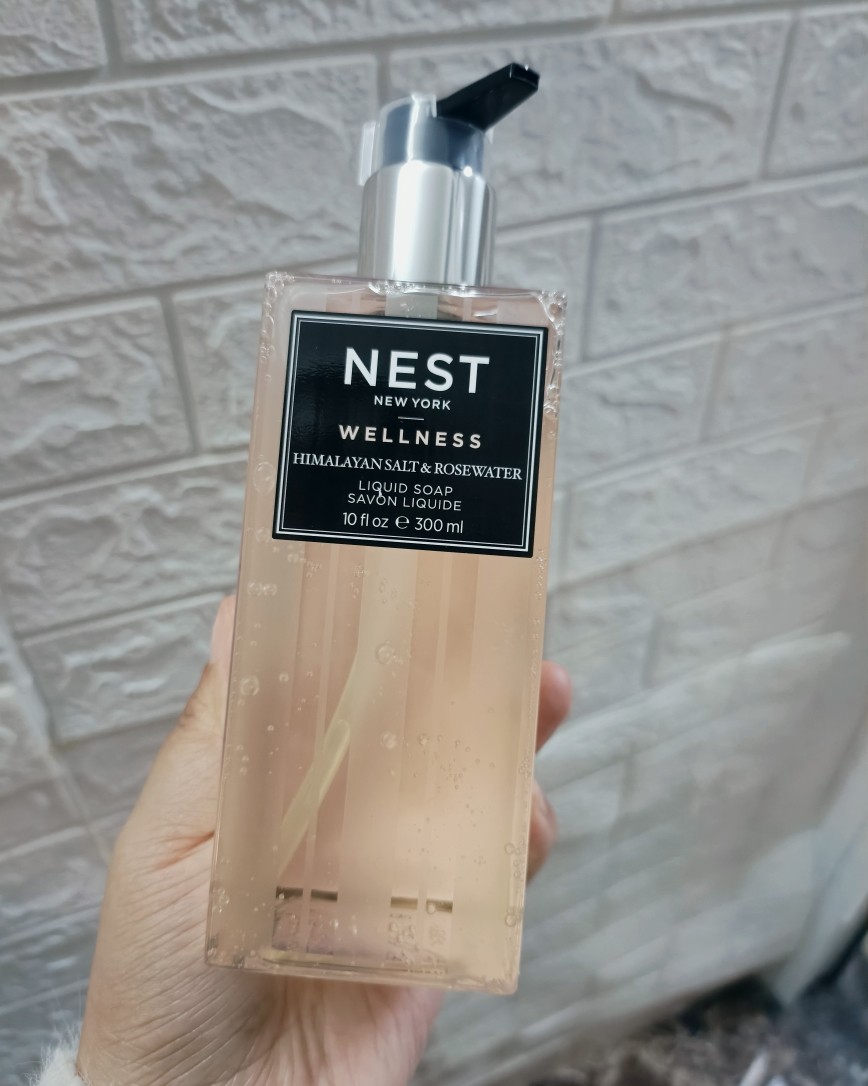 NEST
NEW YORK
WELLNESS
HIMALAYAN SALT & ROSEWATER
LIQUID SOAP
SAVON LIQUIDE
10 fl oz ℮ 300 ml